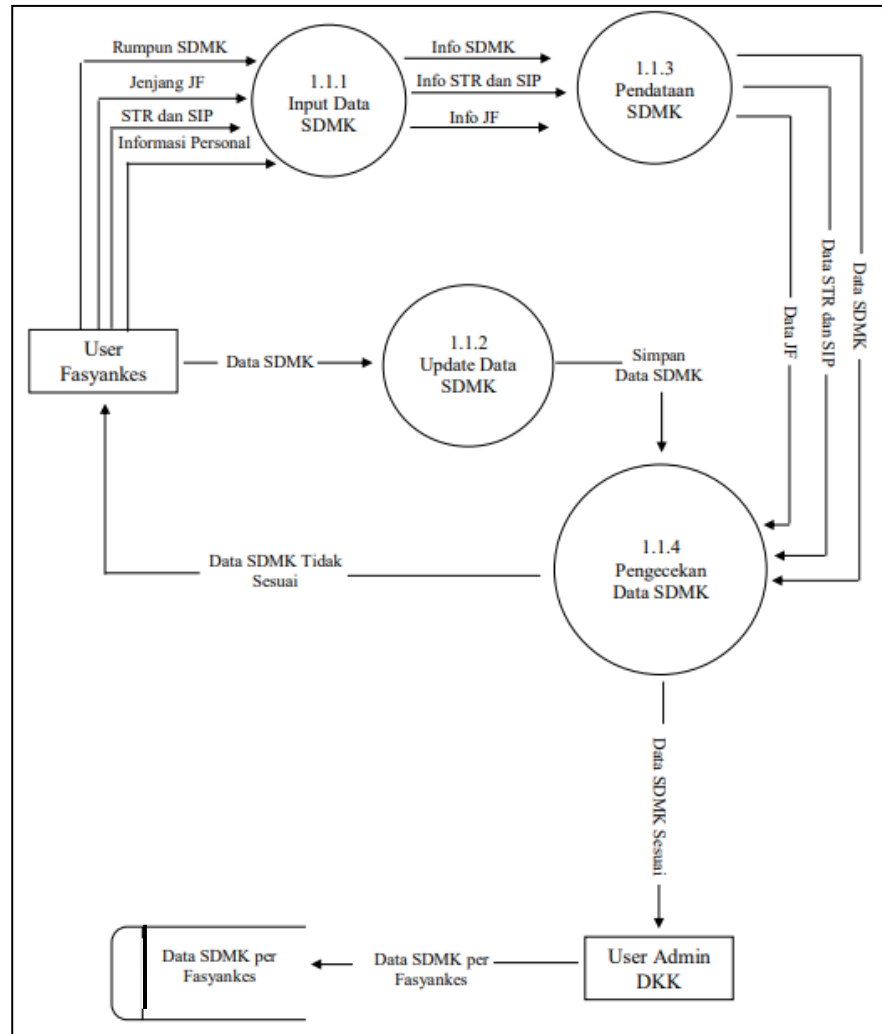 Rumpun SDMK
Jenjang JF
STR dan SIP
Informasi Personal
1.1.1
Input Data
SDMK
Info SDMK
Info STR dan SIP
Info JF
1.1.3
Pendataan
SDMK
Data JF
Data STR dan SIP
Data SDMK
User
Fasyankes
Data SDMK
1.1.2
Update Data
SDMK
Simpan
Data SDMK
1.1.4
Pengecekan
Data SDMK
Data SDMK Tidak
Sesuai
Data SDMK Sesuai
Data SDMK per
Fasyankes
Data SDMK per
Fasyankes
User Admin
DKK